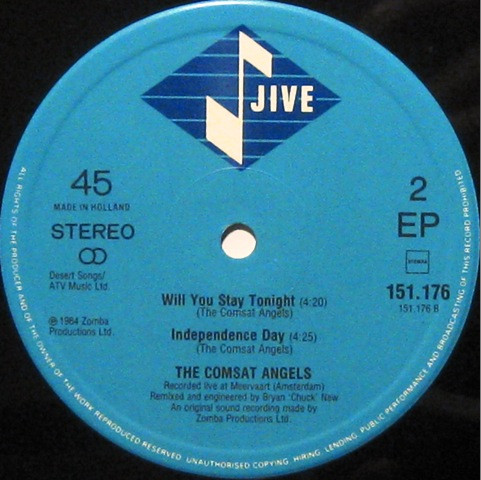 JIVE
45
MADE IN HOLLAND
STEREO
Desert Songs/
ATV Music Ltd.
℗ 1984 Zomba
Productions Ltd.
2
EP
STEMRA
151.176
151.176 B
Will You Stay Tonight (4:20)
(The Comsat Angels)
Independence Day (4:25)
(The Comsat Angels)
THE COMSAT ANGELS
Recorded live at Meervaart (Amsterdam)
Remixed and engineered by Bryan 'Chuck' New
An original sound recording made by
Zomba Productions Ltd.
ALL RIGHTS OF THE PRODUCER AND OF THE OWNER OF THE WORK REPRODUCED RESERVED. UNAUTHORISED COPYING, HIRING, LENDING, PUBLIC PERFORMANCE AND BROADCASTING OF THIS RECORD PROHIBITED